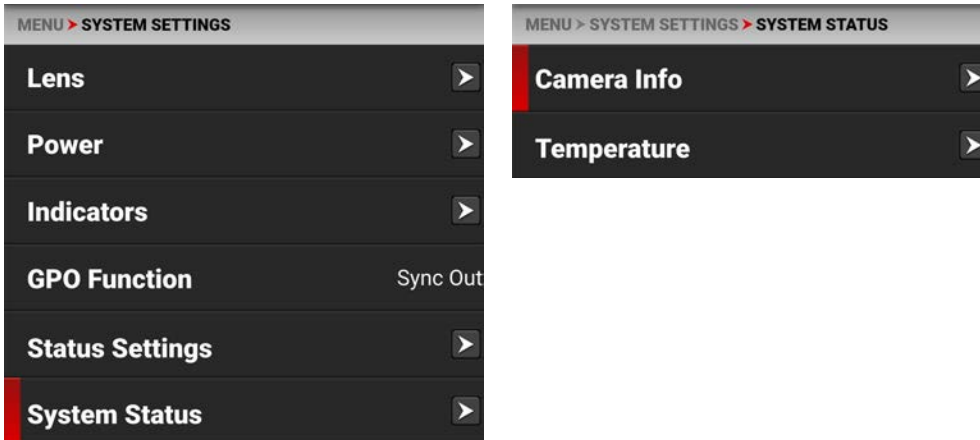 MENU > SYSTEM SETTINGS
Lens
Power
Indicators
GPO Function Sync Out
Status Settings
System Status
MENU > SYSTEM SETTINGS > SYSTEM STATUS
Camera Info
Temperature